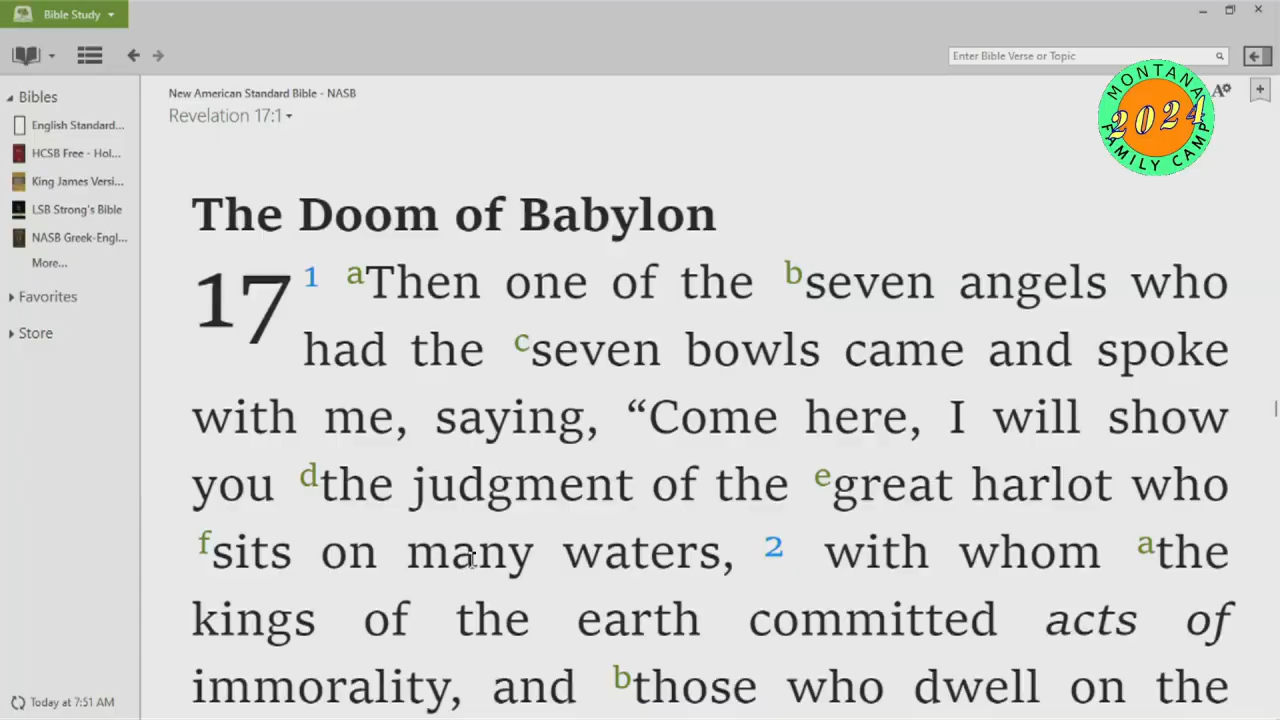 Bible Study
Enter Bible Verse or Topic
Bibles
English Standard...
HCSB Free - Hol...
King James Versi...
LSB Strong's Bible
NASB Greek-Engl...
More...
Favorites
Store
Today at 7:51 AM
New American Standard Bible - NASB
Revelation 17:1
MONTANA
2024
FAMILY CAMP
The Doom of Babylon
17 1 aThen one of the bseven angels who
had the cseven bowls came and spoke
with me, saying, “Come here, I will show
you dthe judgment of the egreat harlot who
fsits on many waters, 2 with whom athe
kings of the earth committed acts of
immorality, and bthose who dwell on the